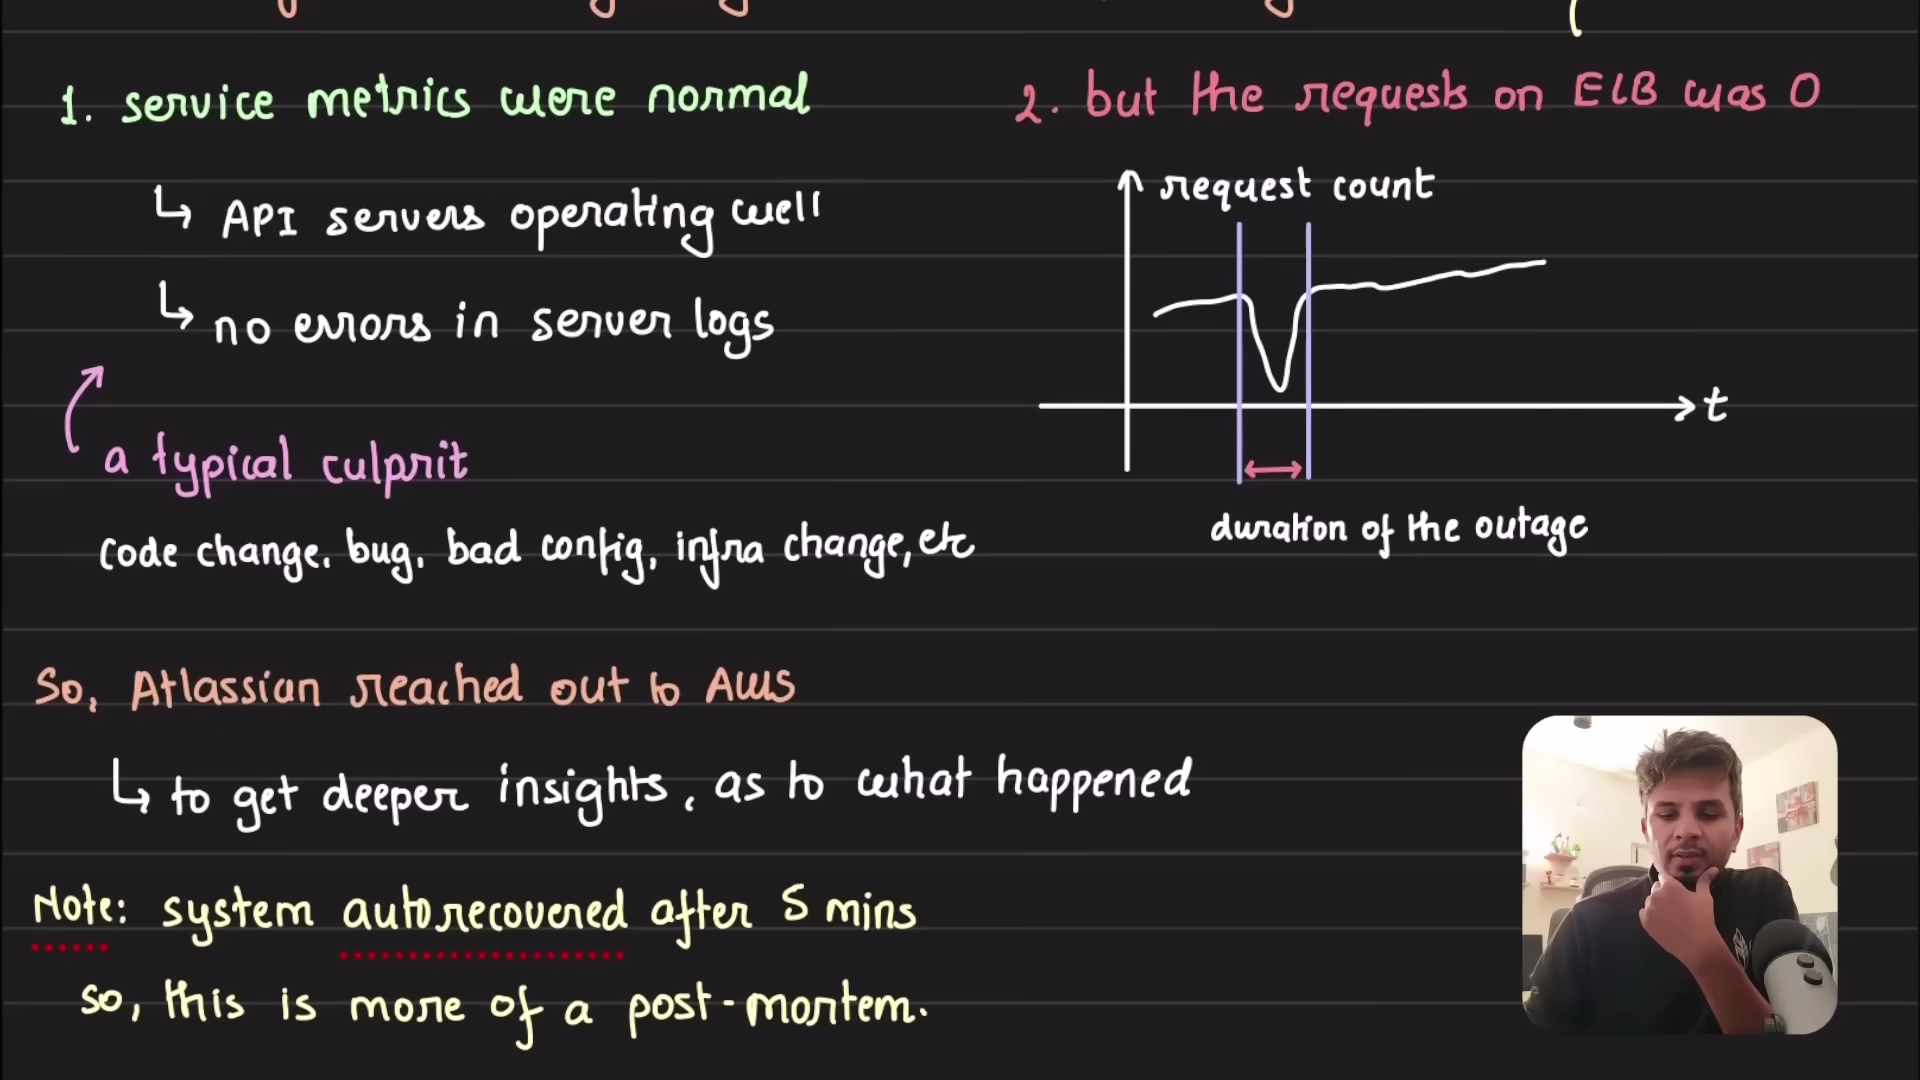 1. service metrics were normal
↳ API servers operating well
↳ no errors in server logs
a typical culprit
code change, bug, bad config, infra change, etc
2. but the requests on ELB was 0
request count
t
duration of the outage
So, Atlassian reached out to AWS
↳ to get deeper insights, as to what happened
Note: system autorecovered after 5 mins
so, this is more of a post-mortem.